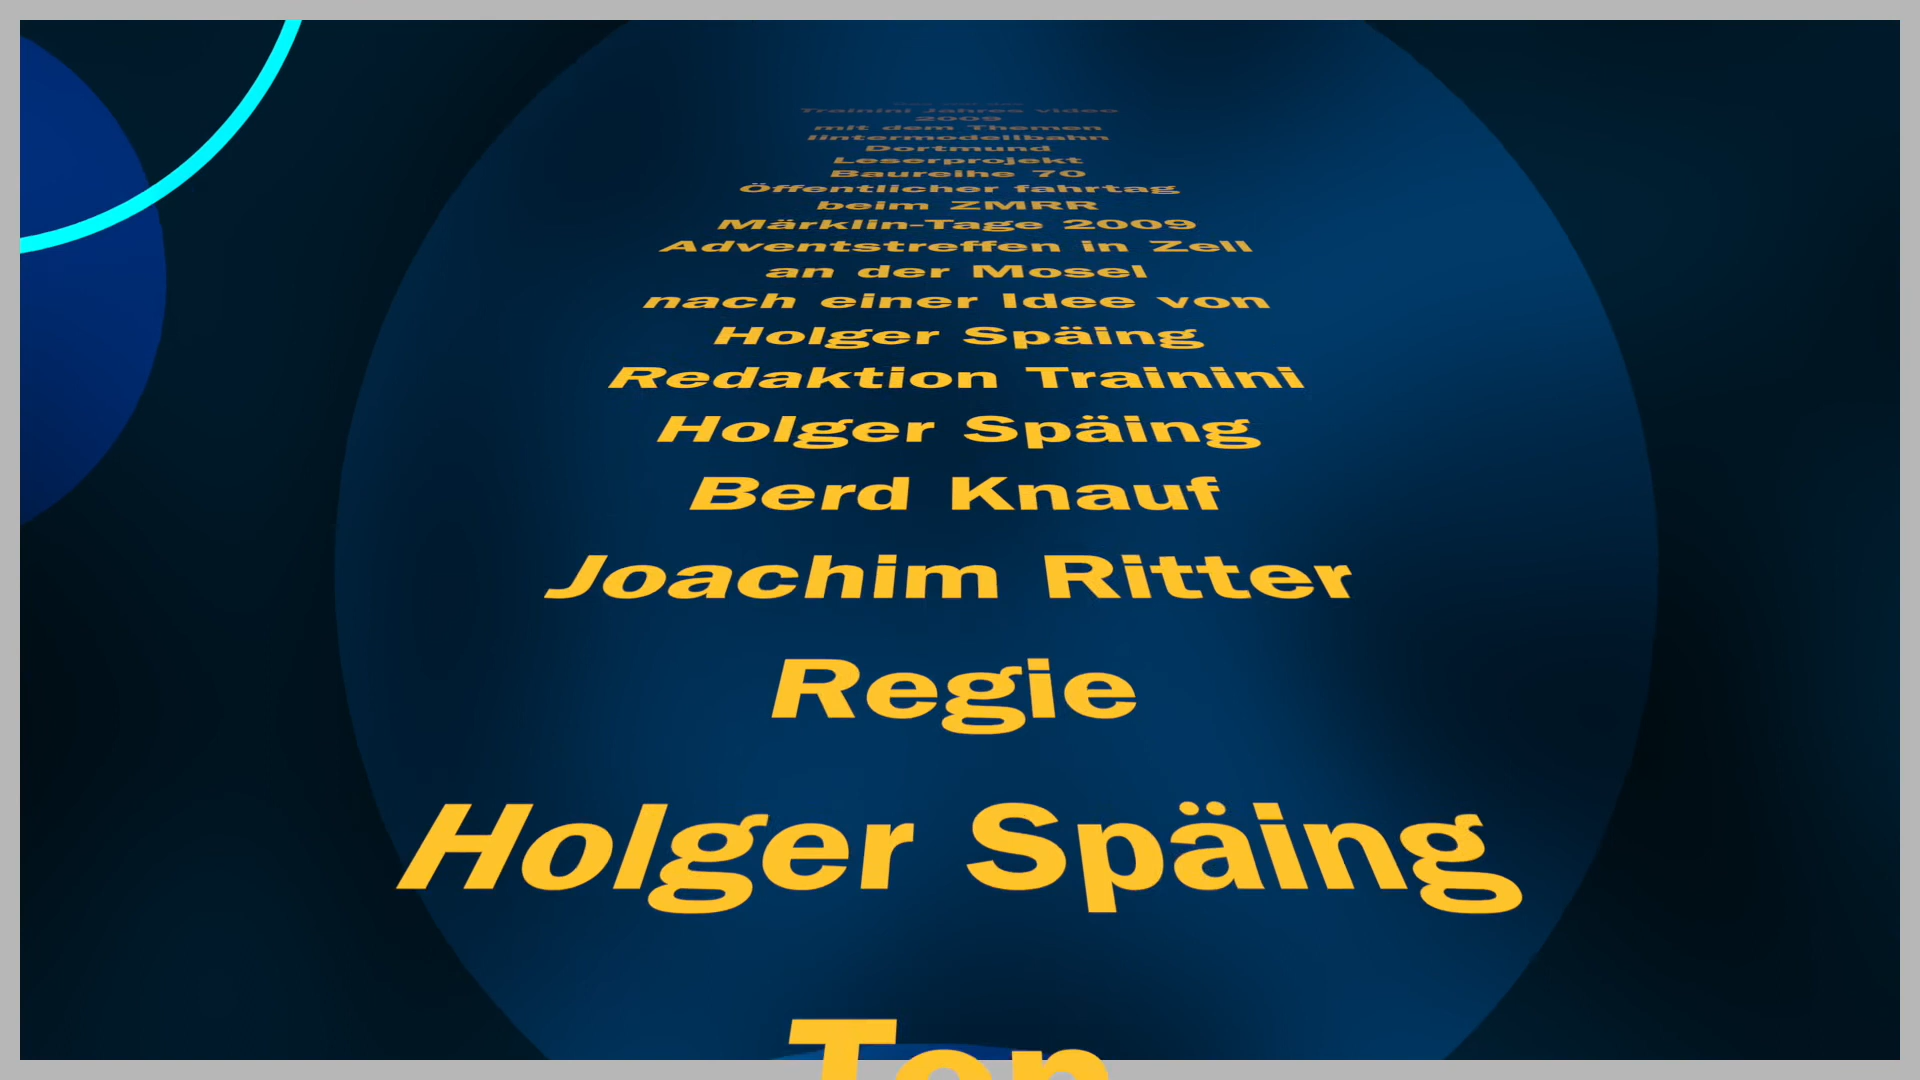 Trainini Jahres video
2009
mit dem Themen
Iintermodellbahn
Dortmund
Leserprojekt
Baureihe 70
Öffentlicher fahrtag
beim ZMRR
Märklin-Tage 2009
Adventstreffen in Zell
an der Mosel
nach einer Idee von
Holger Späing
Redaktion Trainini
Holger Späing
Berd Knauf
Joachim Ritter
Regie
Holger Späing
Ton